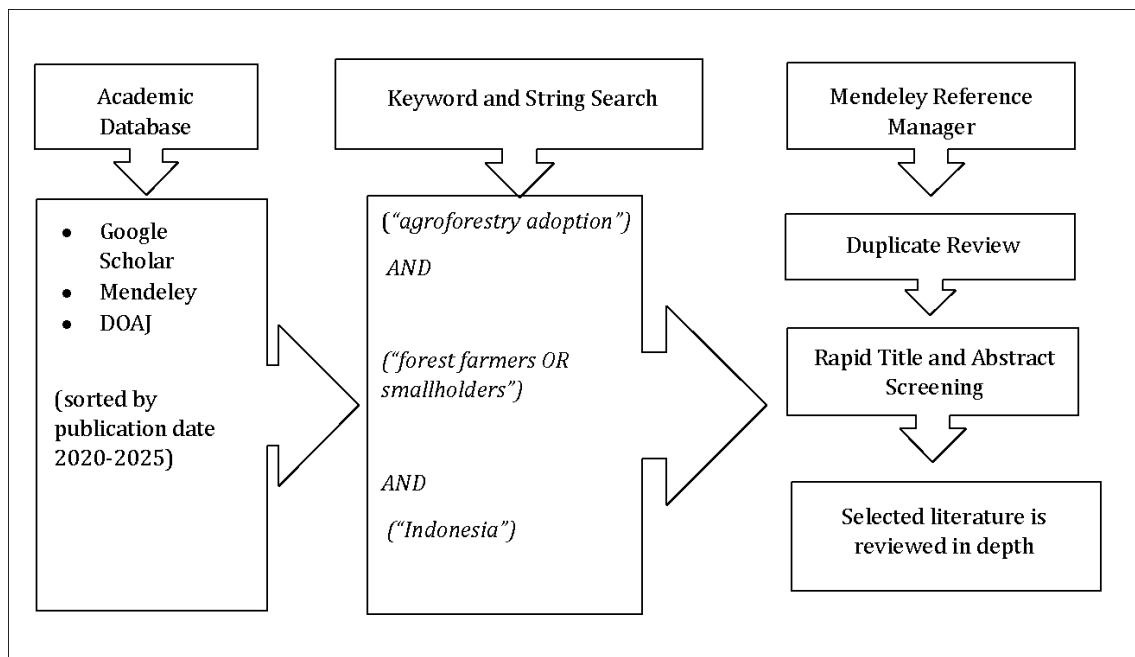 Academic
Database
● Google
Scholar
● Mendeley
● DOAJ
(sorted by
publication date
2020-2025)
Keyword and String Search
(“agroforestry adoption”)
AND
(“forest farmers OR
smallholders”)
AND
(“Indonesia”)
Mendeley Reference
Manager
Duplicate Review
Rapid Title and Abstract
Screening
Selected literature is
reviewed in depth